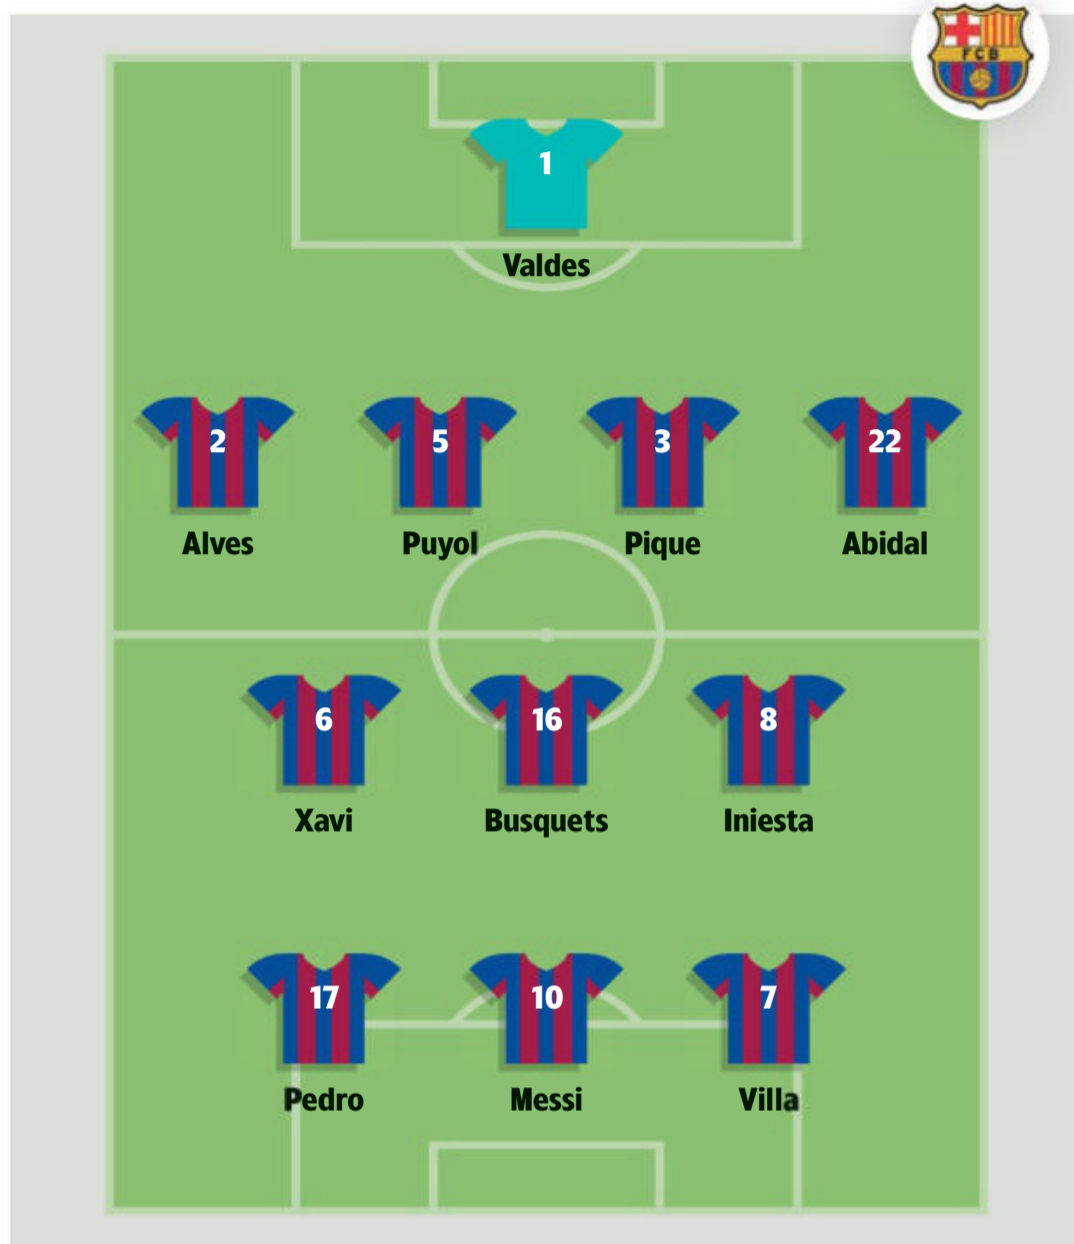 FCB
1
Valdes
2 5 3 22
Alves Puyol Pique Abidal
6 16 8
Xavi Busquets Iniesta
17 10 7
Pedro Messi Villa